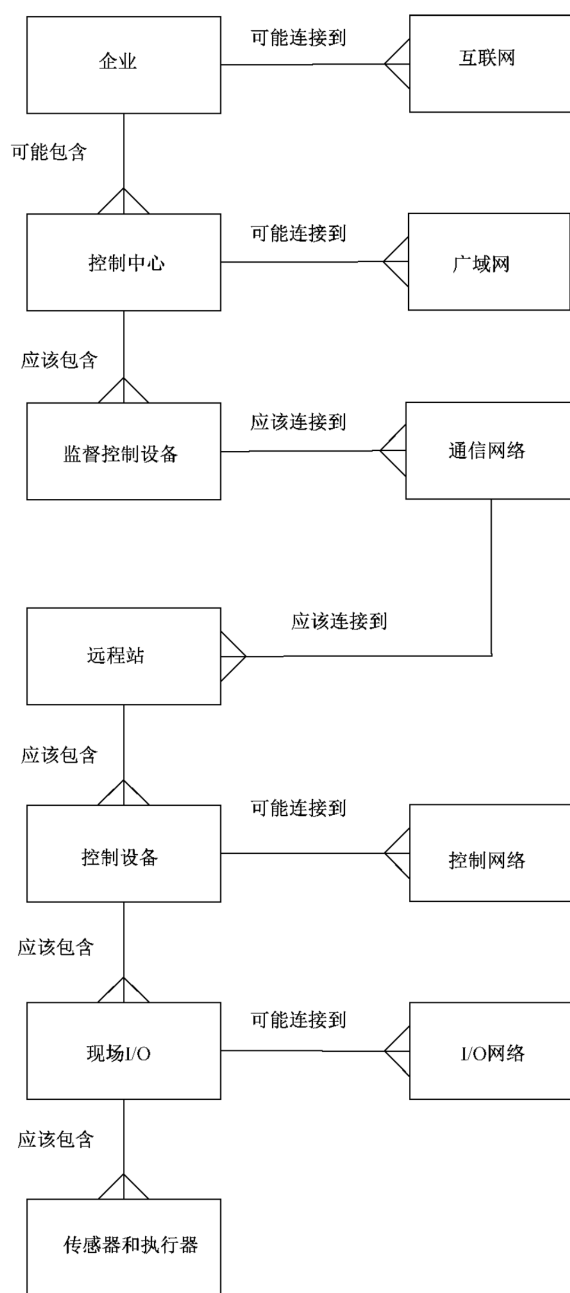 企业
可能连接到
互联网
可能包含
控制中心
可能连接到
广域网
应该包含
监督控制设备
应该连接到
通信网络
远程站
应该连接到
应该包含
控制设备
可能连接到
控制网络
应该包含
现场I/O
可能连接到
I/O网络
应该包含
传感器和执行器